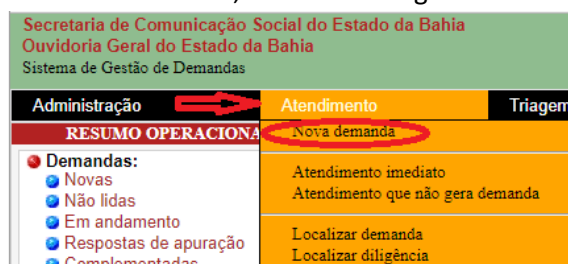 Secretaria de Comunicação Social do Estado da Bahia
Ouvidoria Geral do Estado da Bahia
Sistema de Gestão de Demandas
Administração Atendimento Triagem
RESUMO OPERACIONA Nova demanda
Demandas:
Novas
Atendimento imediato
Não lidas
Atendimento que não gera demanda
Em andamento
Localizar demanda
Respostas de apuração
Localizar diligência
Complementadas